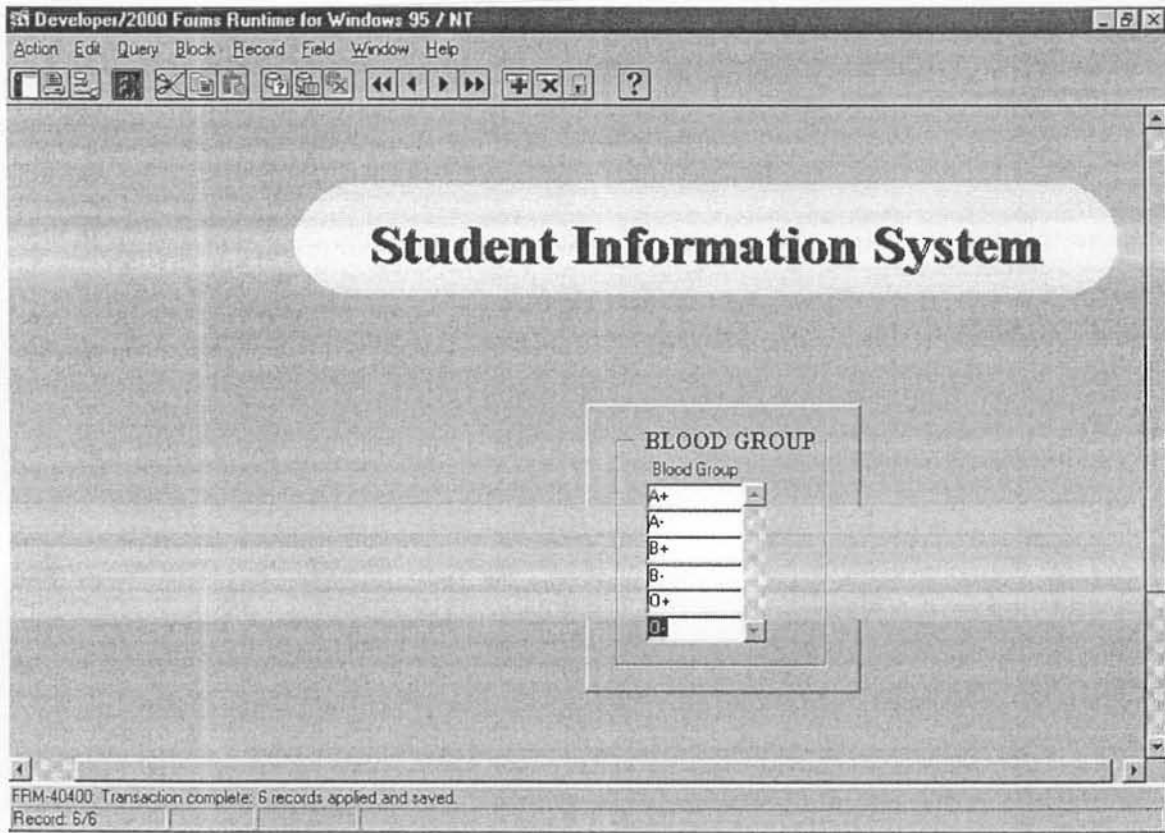 Developer/2000 Forms Runtime for Windows 95 / NT
Action Edit Query Block Record Field Window Help
?
Student Information System
BLOOD GROUP
Blood Group
A+
A-
B+
B-
O+
O-
FRM-40400: Transaction complete: 6 records applied and saved.
Record: 6/6